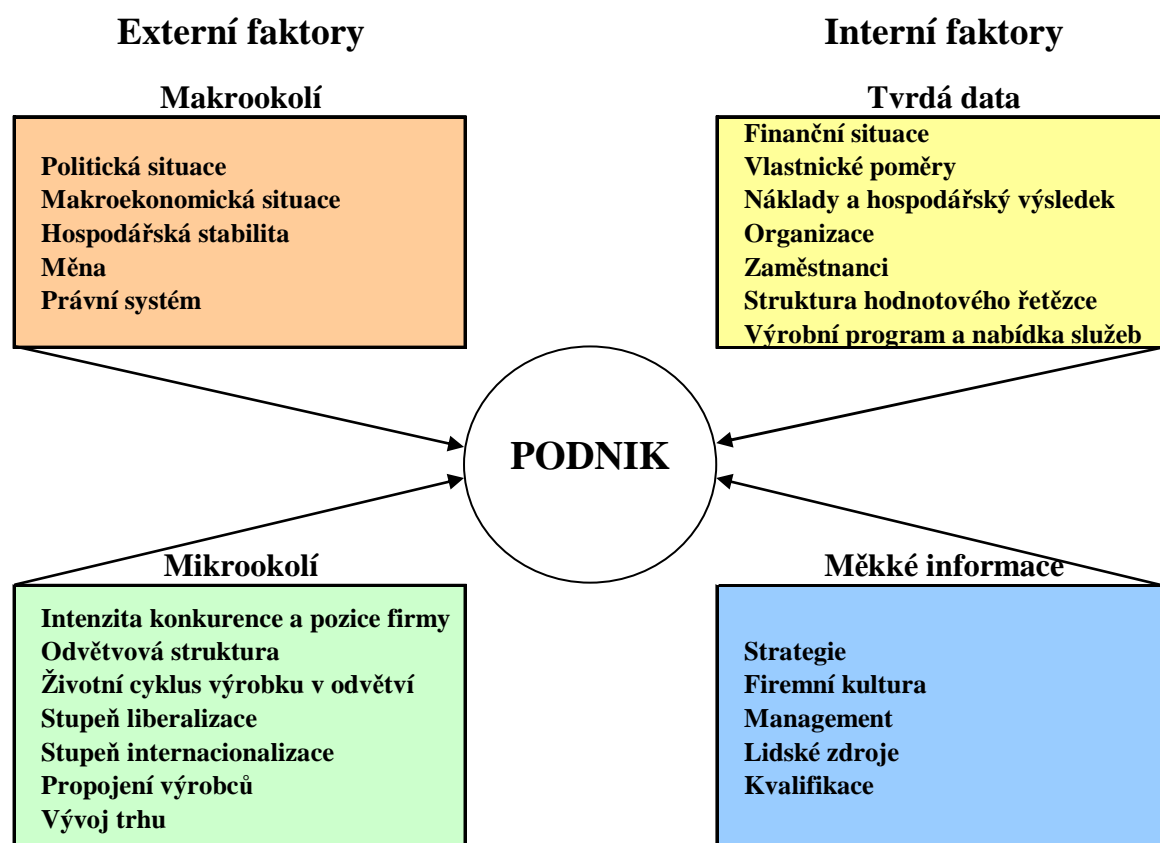 Externí faktory
Interní faktory
Makrookolí
Politická situace
Makroekonomická situace
Hospodářská stabilita
Měna
Právní systém
Tvrdá data
Finanční situace
Vlastnické poměry
Náklady a hospodářský výsledek
Organizace
Zaměstnanci
Struktura hodnotového řetězce
Výrobní program a nabídka služeb
PODNIK
Mikrookolí
Intenzita konkurence a pozice firmy
Odvětvová struktura
Životní cyklus výrobku v odvětví
Stupeň liberalizace
Stupeň internacionalizace
Propojení výrobců
Vývoj trhu
Měkké informace
Strategie
Firemní kultura
Management
Lidské zdroje
Kvalifikace